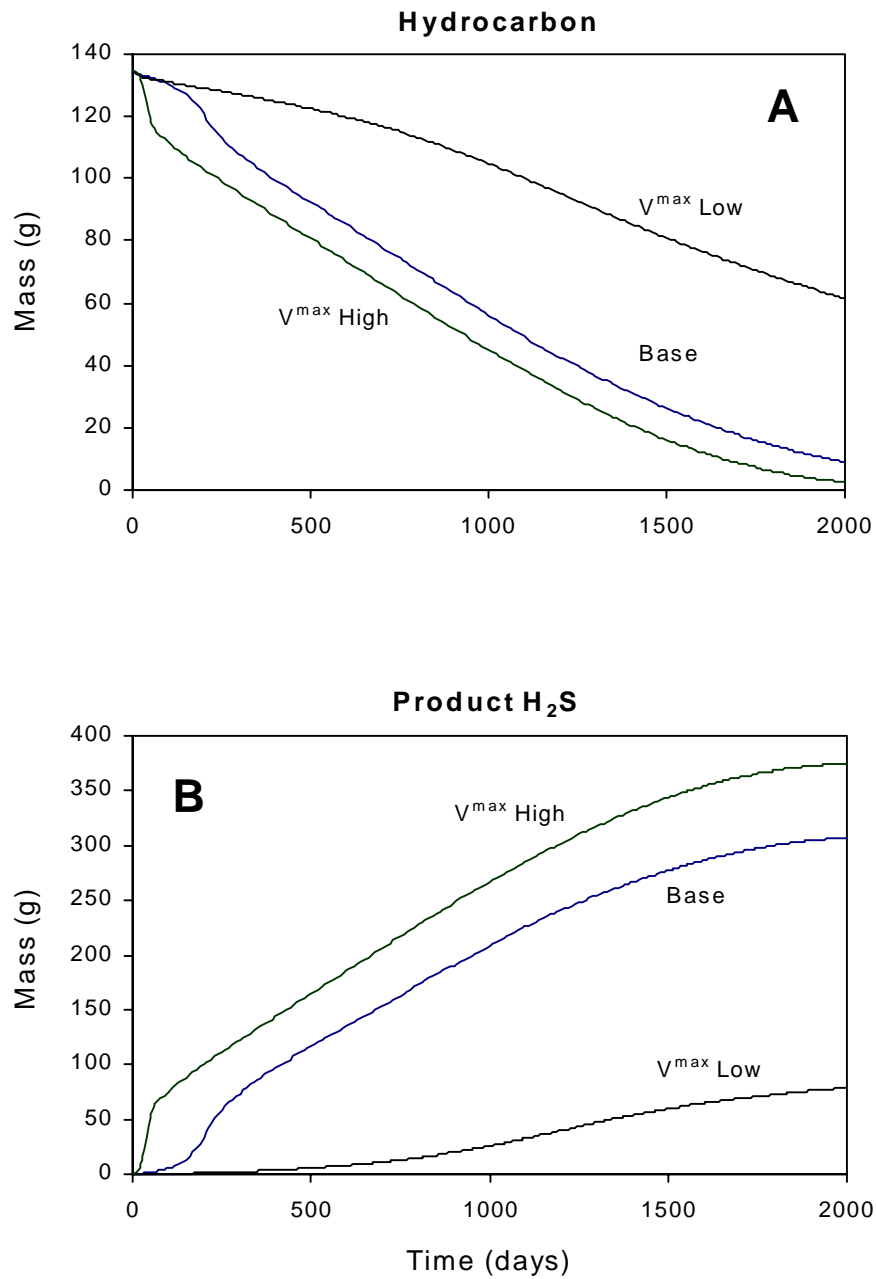 Hydrocarbon
140
120
100
80
60
40
20
0
Mass (g)
A
Vmax Low
Vmax High
Base
0 500 1000 1500 2000
Product H₂S
400
350
300
250
200
150
100
50
0
Mass (g)
B
Vmax High
Base
Vmax Low
0 500 1000 1500 2000
Time (days)